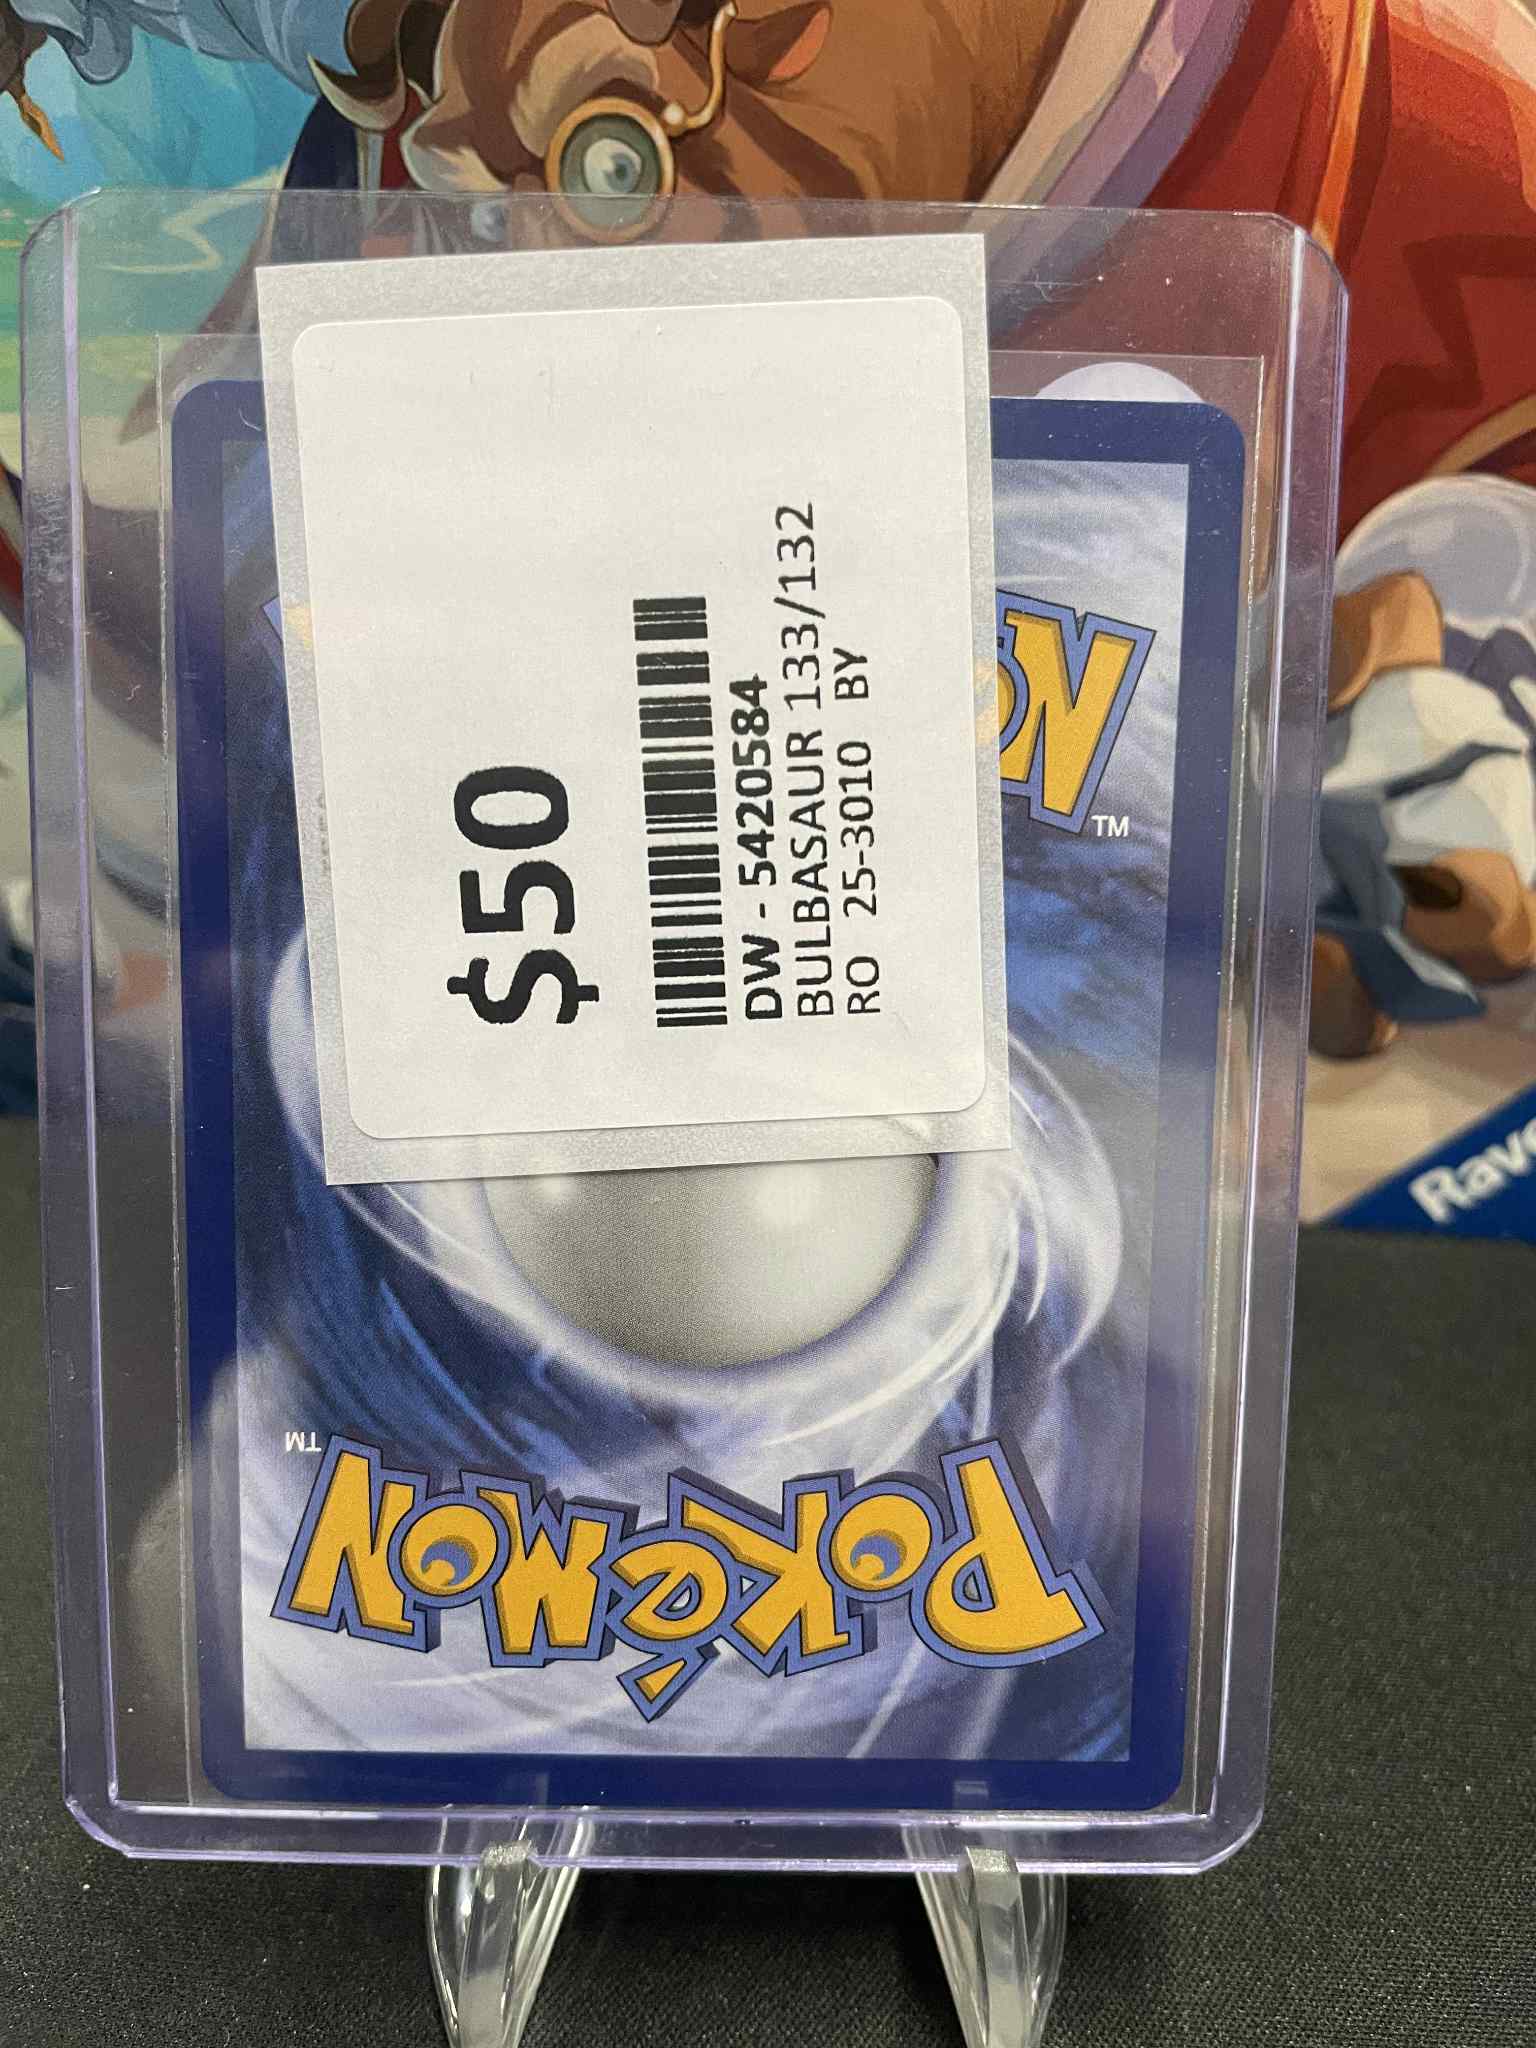 $50
DW - 5420584
BULBASAUR 133/132
RO 25-3010 BY
TM
TM
POKéMON
Rave